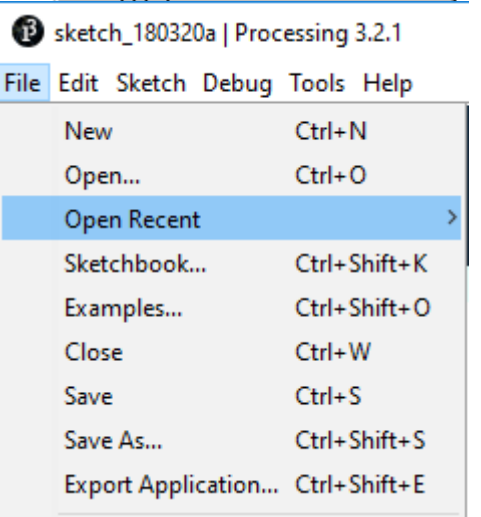 sketch_180320a | Processing 3.2.1
File Edit Sketch Debug Tools Help
New Ctrl+N
Open... Ctrl+O
Open Recent >
Sketchbook... Ctrl+Shift+K
Examples... Ctrl+Shift+O
Close Ctrl+W
Save Ctrl+S
Save As... Ctrl+Shift+S
Export Application... Ctrl+Shift+E